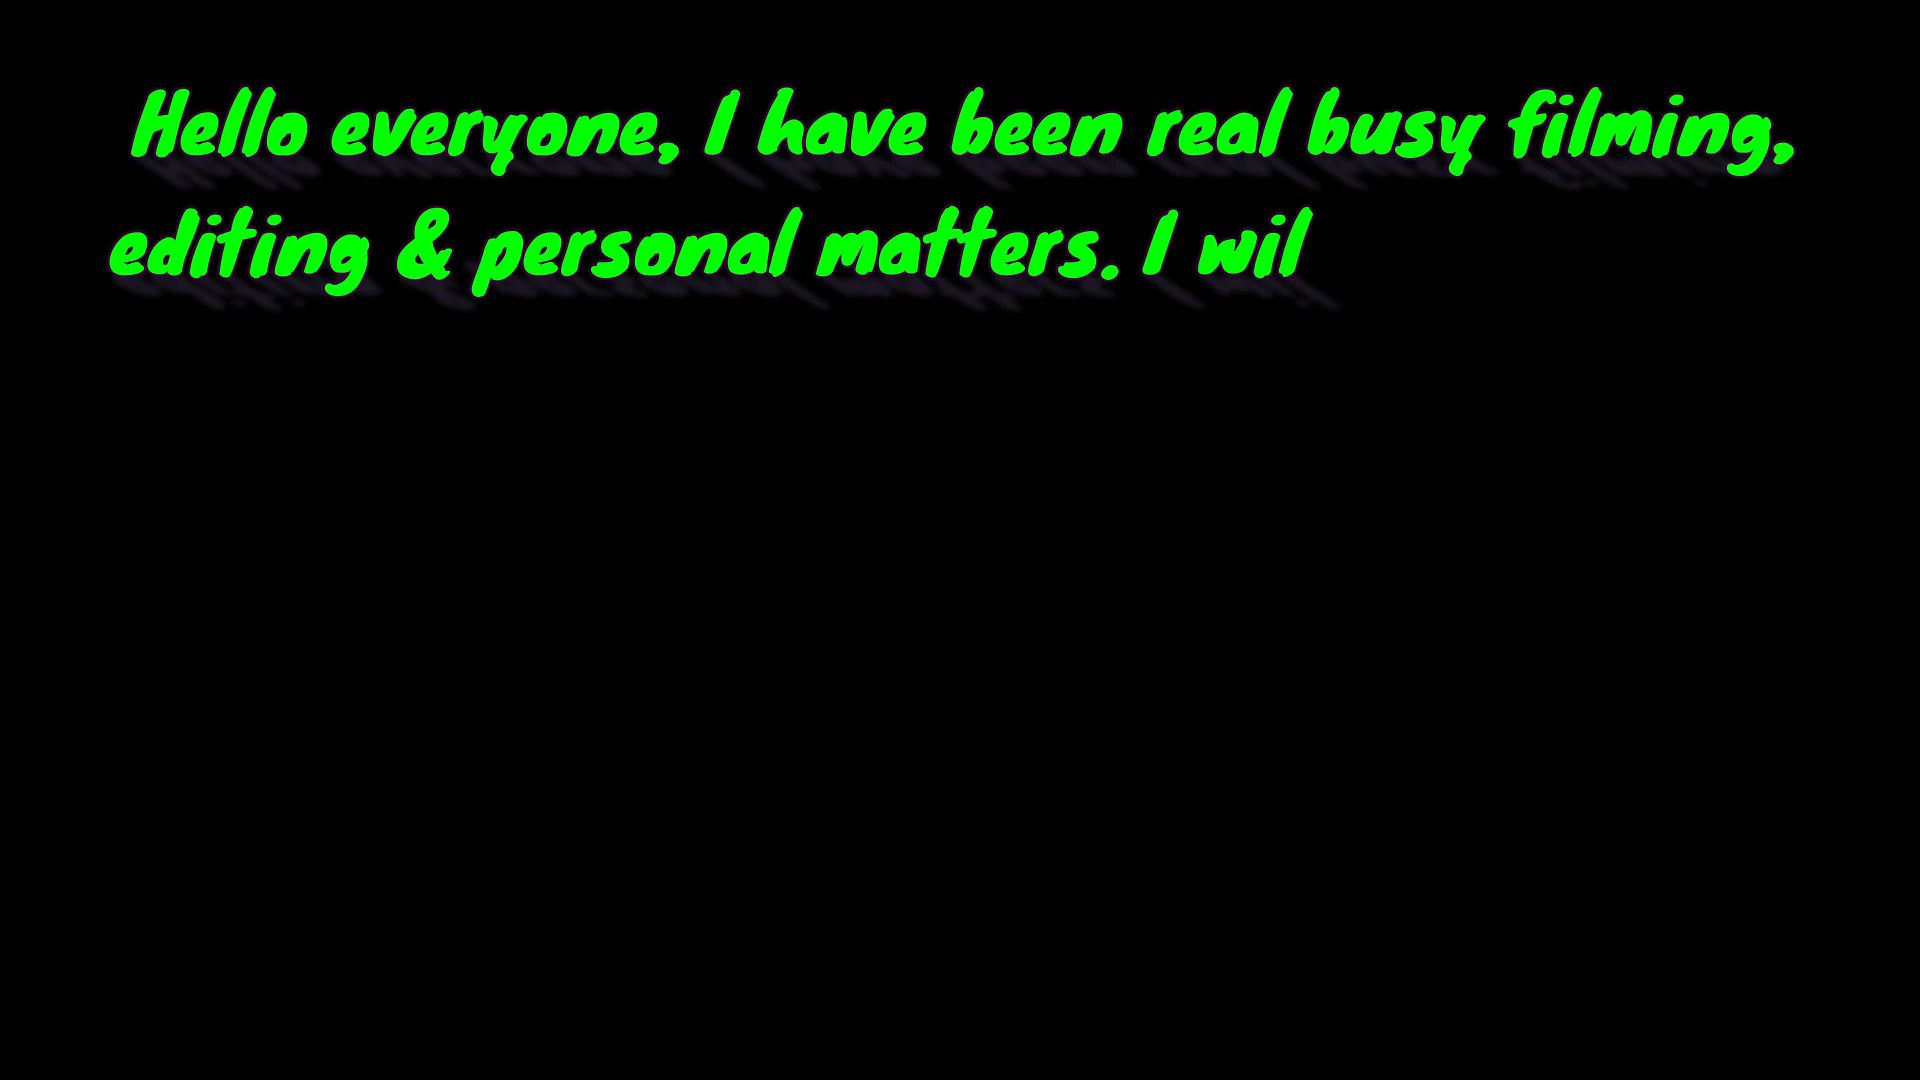 Hello everyone, I have been real busy filming,
editing & personal matters. I wil